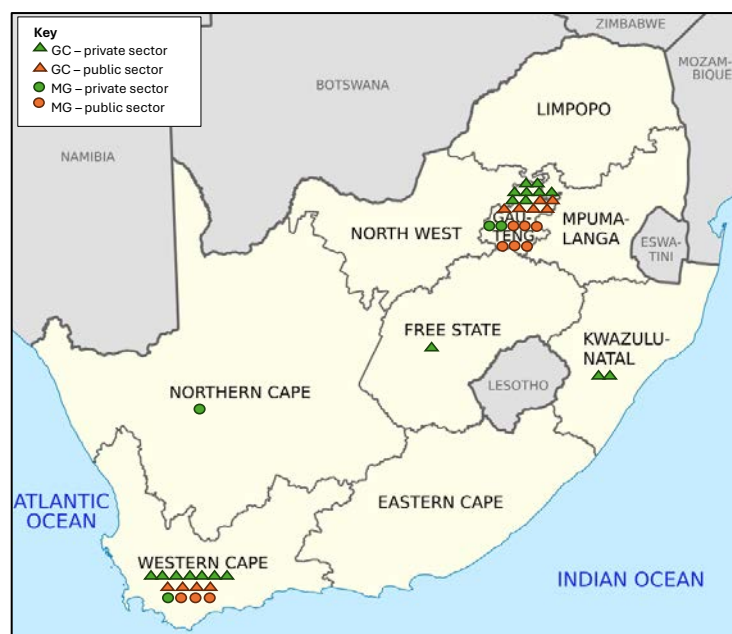 Key
GC – private sector
GC – public sector
MG – private sector
MG – public sector
ZIMBABWE
MOZAM-
BIQUE
BOTSWANA
NAMIBIA
LIMPOPO
NORTH WEST
GAU-
TENG
MPUMA-
LANGA
ESWA-
TINI
FREE STATE
KWAZULU-
NATAL
LESOTHO
NORTHERN CAPE
ATLANTIC
OCEAN
EASTERN CAPE
WESTERN CAPE
INDIAN OCEAN